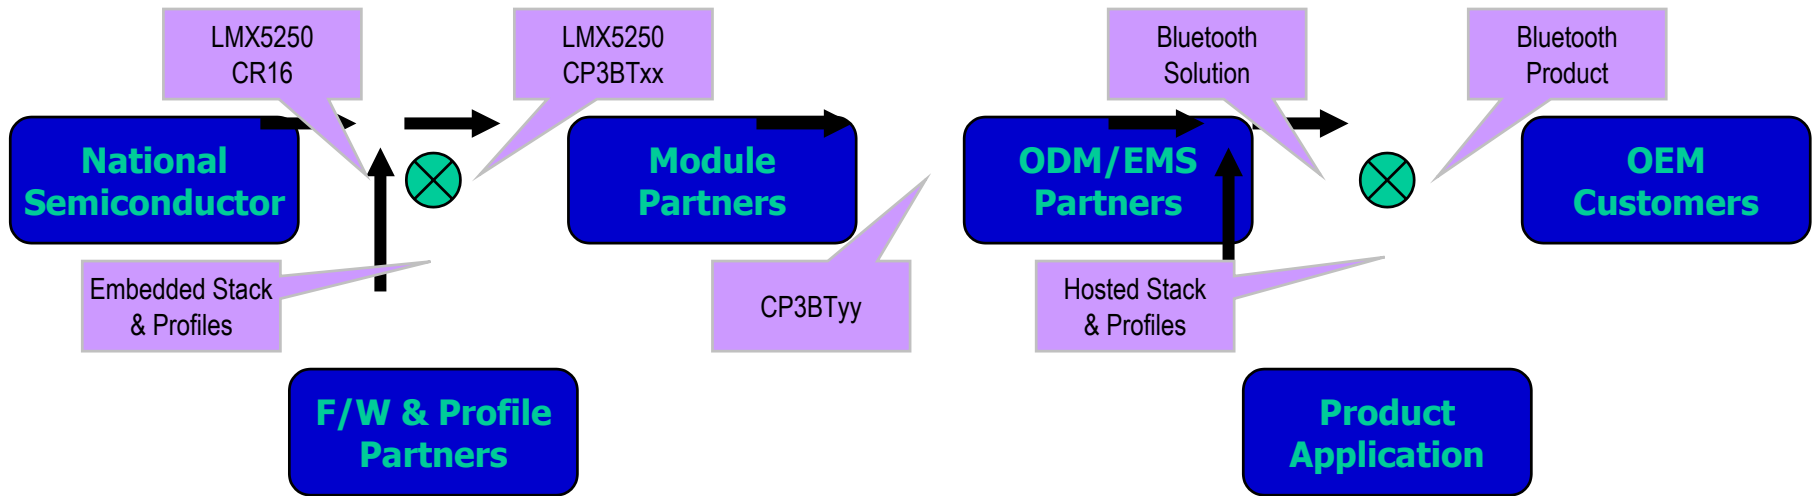 LMX5250
CR16
LMX5250
CP3BTxx
Bluetooth
Solution
Bluetooth
Product
National
Semiconductor
Module
Partners
ODM/EMS
Partners
OEM
Customers
Embedded Stack
& Profiles
CP3BTyy
Hosted Stack
& Profiles
F/W & Profile
Partners
Product
Application